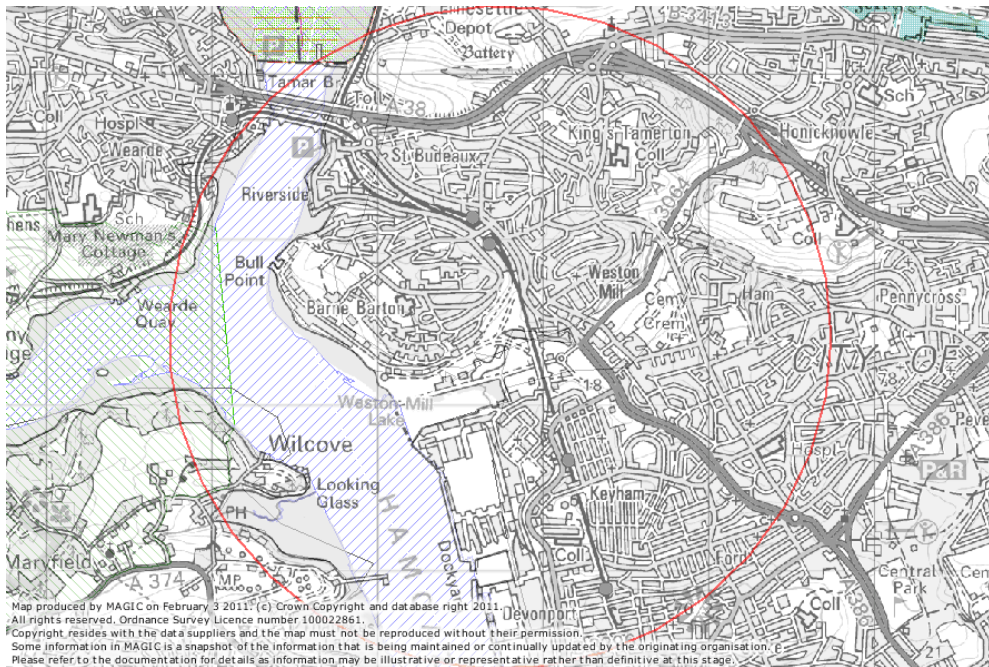 Depot
B 3413
Battery
Tamar B
Toll
A 38
Coll
Hospl
Sch
King's Tamerton
Honicknowle
Wearde
P
St Budeaux
Riverside
Sch
Mary Newman's
Cottage
Coll
Bull
Point
Weston
Mill
Wearde
Quay
Barne Barton
Cemy
Crem
Ham
Pennycross
CITY OF
18
78
Weston Mill
Lake
A 386
Wilcove
Hospl
P&R
Looking
Glass
Keyham
PH
HAM
Maryfield
Coll
Ford
A 374
MP
Central
Park
Devonport
Coll
A 386
21
Map produced by MAGIC on February 3 2011. (c) Crown Copyright and database right 2011.
All rights reserved. Ordnance Survey Licence number 100022861.
Copyright resides with the data suppliers and the map must not be reproduced without their permission.
Some information in MAGIC is a snapshot of the information that is being maintained or continually updated by the originating organisation.
Please refer to the documentation for details as information may be illustrative or representative rather than definitive at this stage.